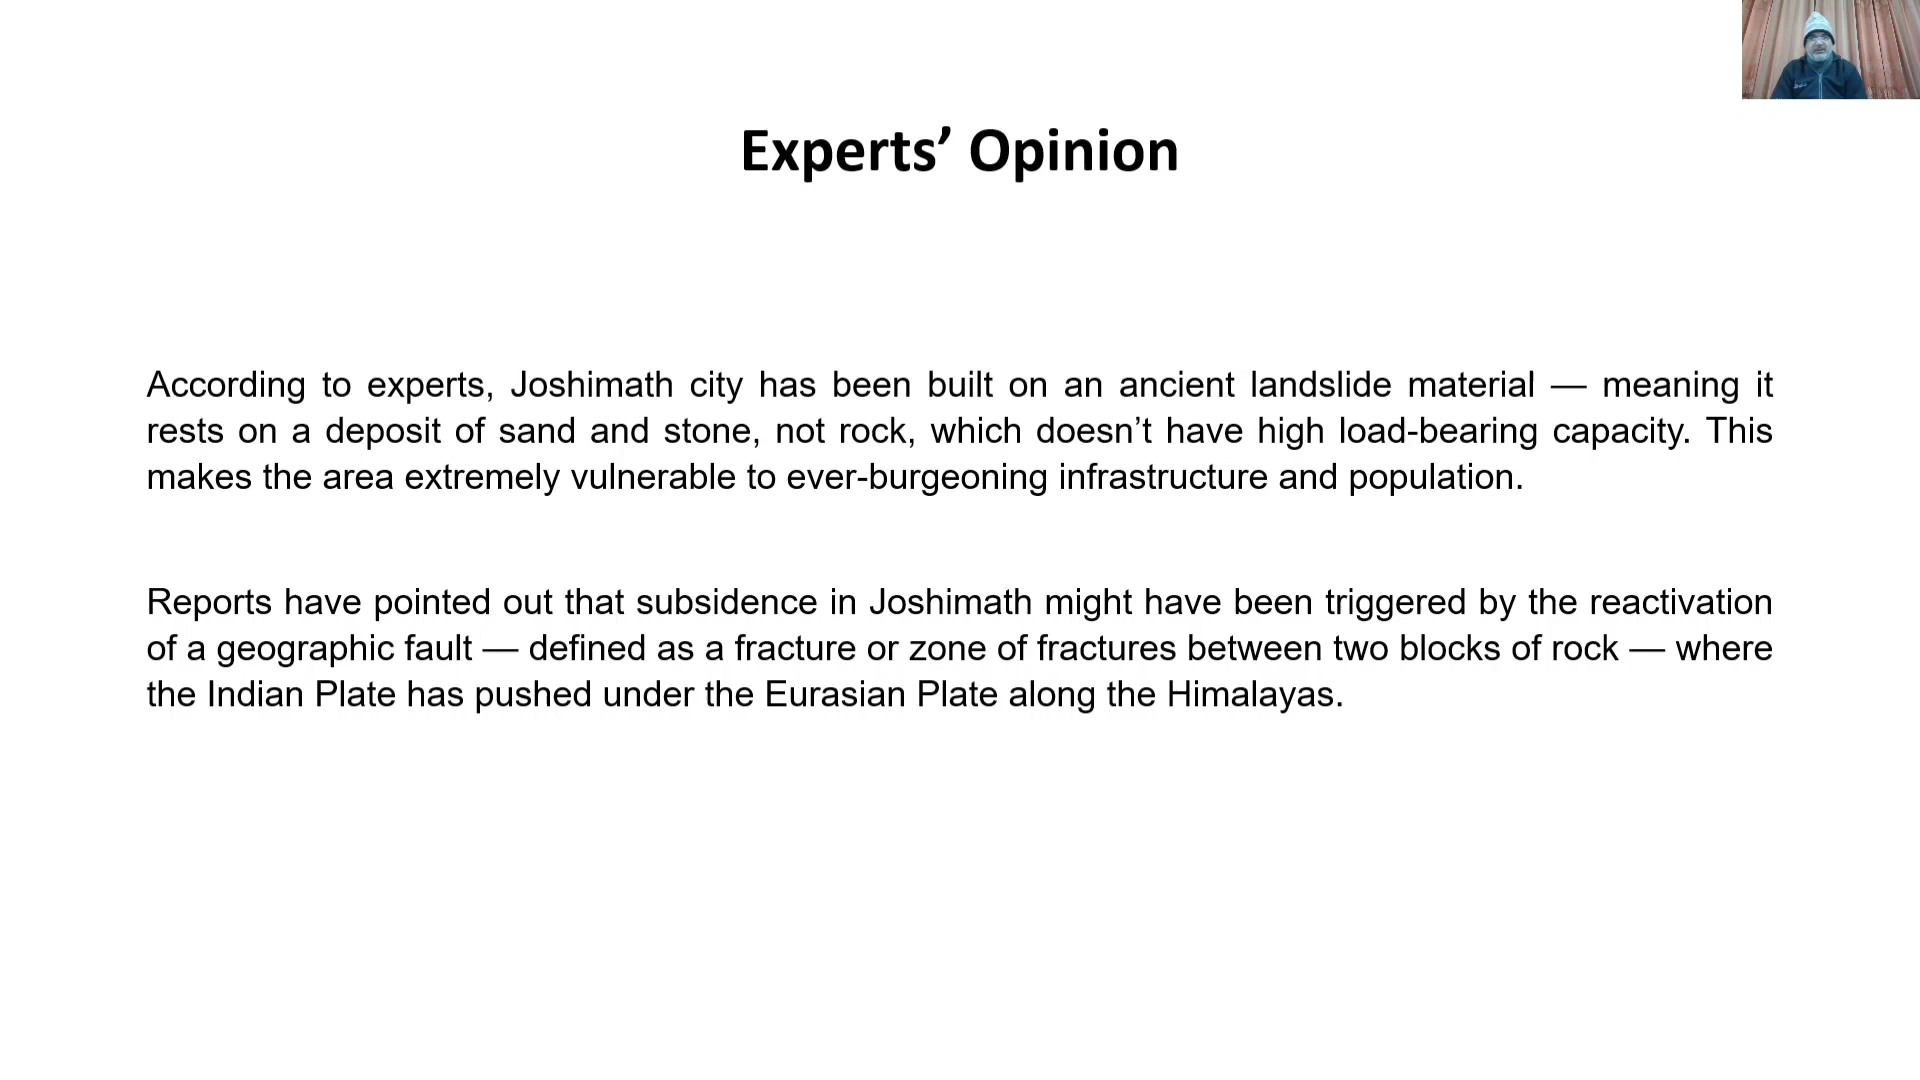 Experts’ Opinion
According to experts, Joshimath city has been built on an ancient landslide material — meaning it
rests on a deposit of sand and stone, not rock, which doesn’t have high load-bearing capacity. This
makes the area extremely vulnerable to ever-burgeoning infrastructure and population.
Reports have pointed out that subsidence in Joshimath might have been triggered by the reactivation
of a geographic fault — defined as a fracture or zone of fractures between two blocks of rock — where
the Indian Plate has pushed under the Eurasian Plate along the Himalayas.